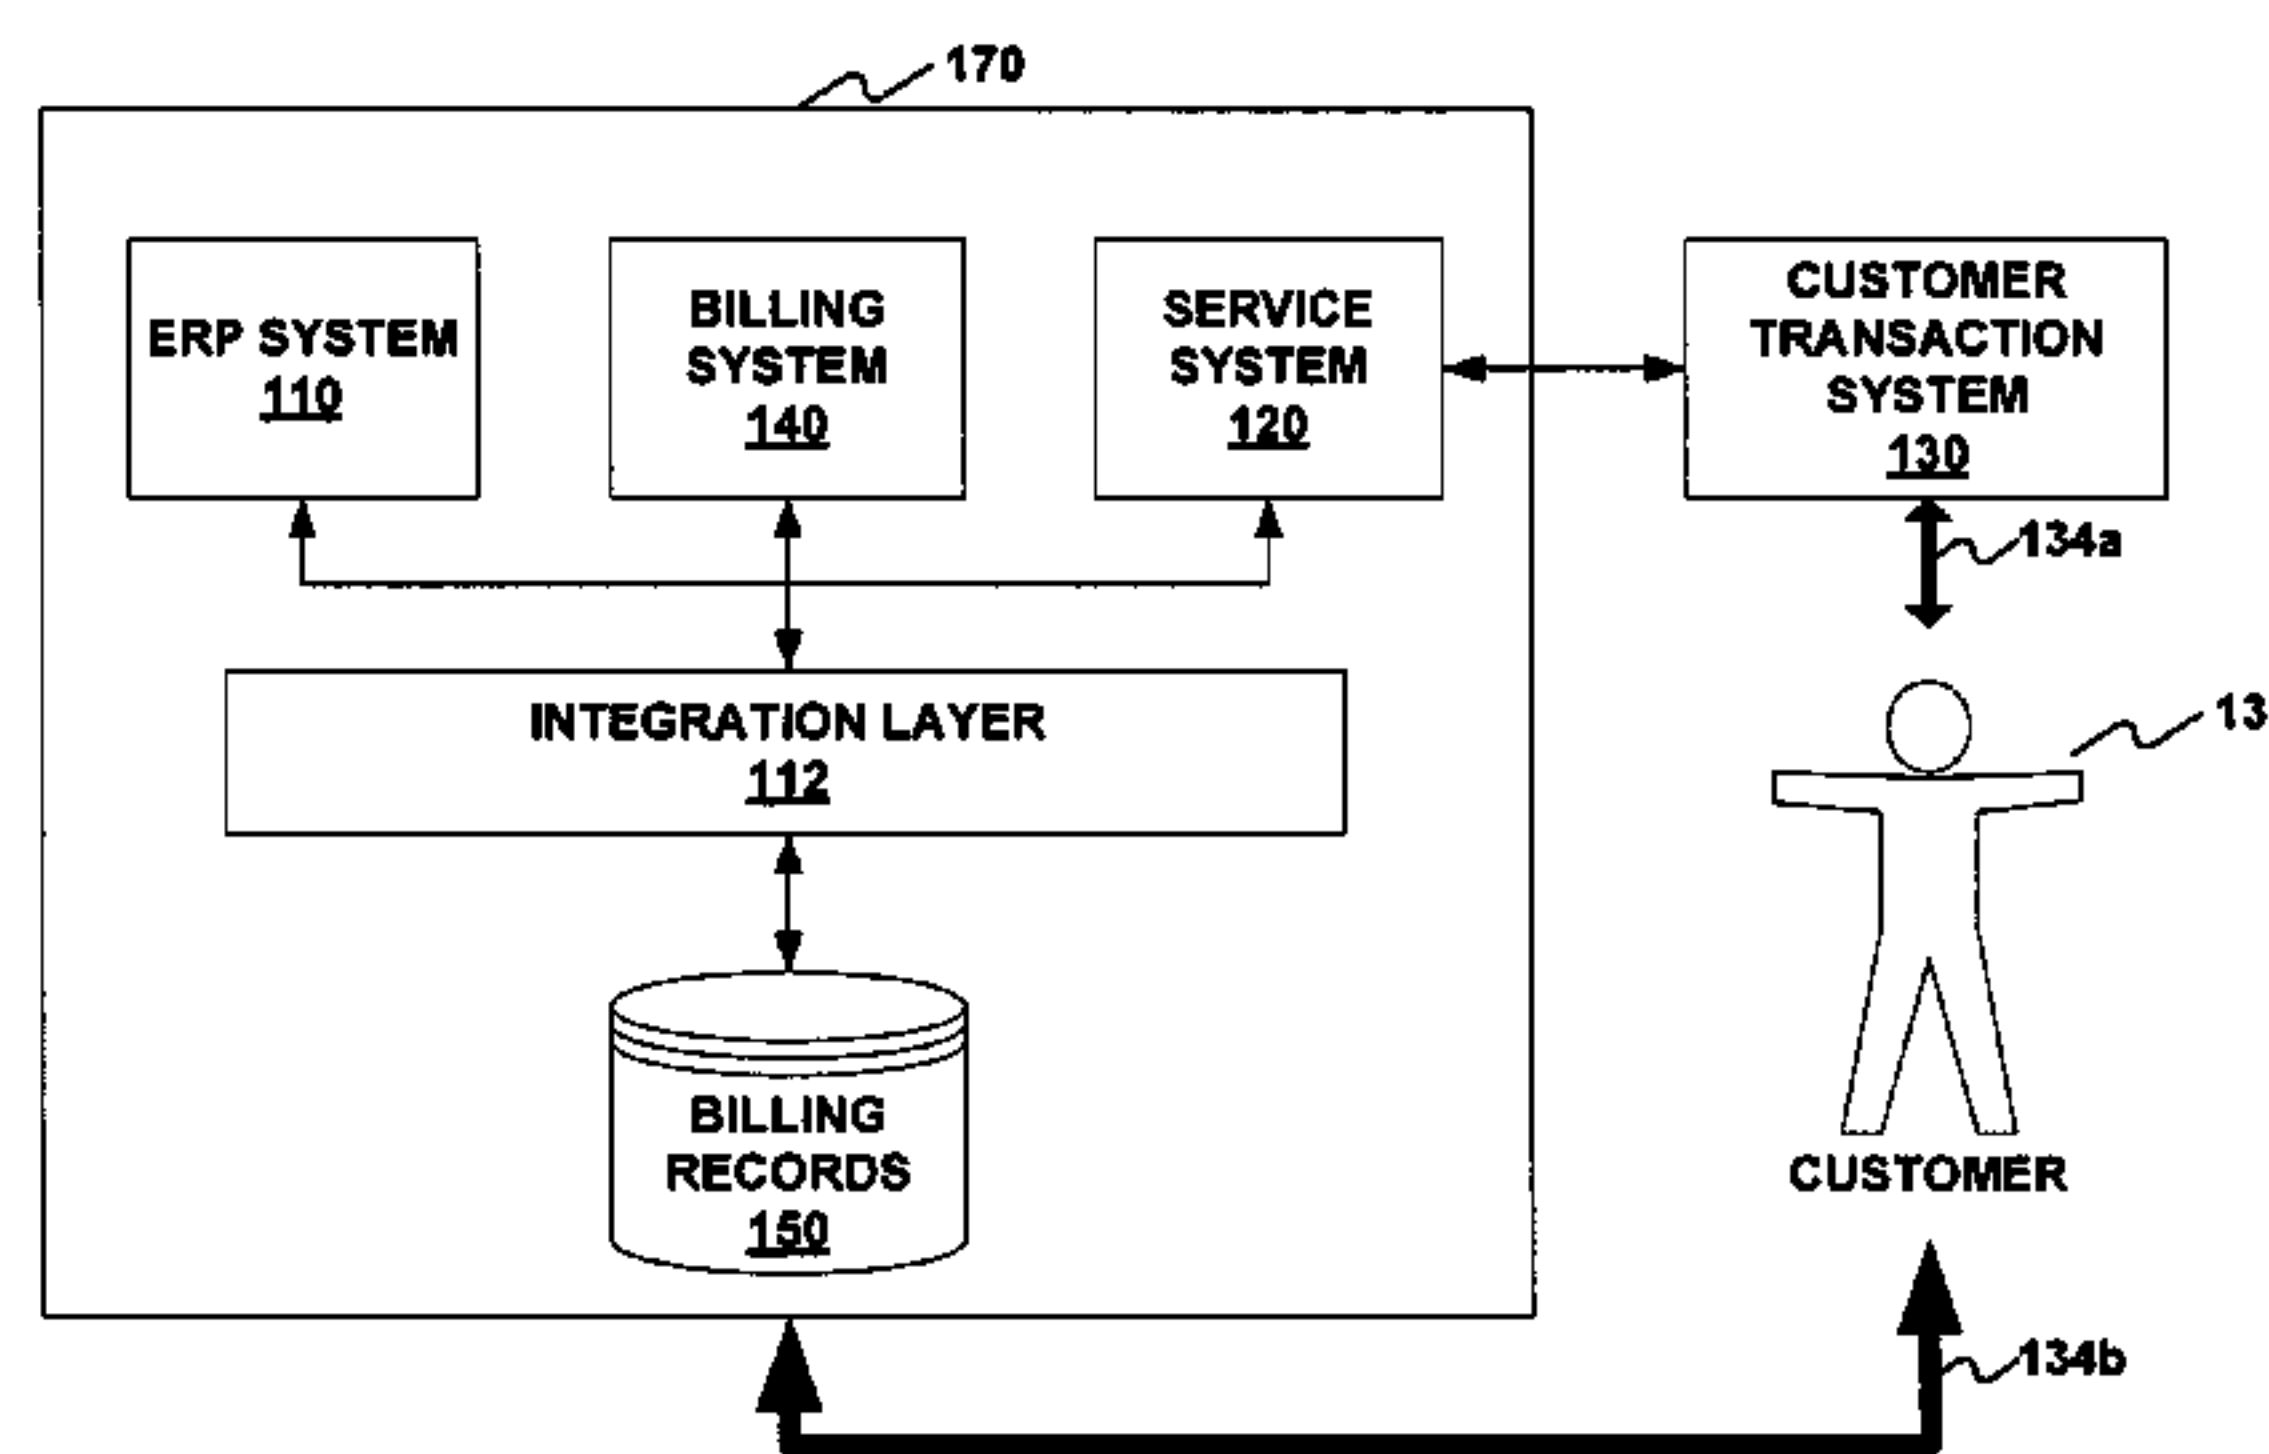 170
ERP SYSTEM
110
BILLING
SYSTEM
140
SERVICE
SYSTEM
120
CUSTOMER
TRANSACTION
SYSTEM
130
134a
INTEGRATION LAYER
112
13
BILLING
RECORDS
150
CUSTOMER
134b